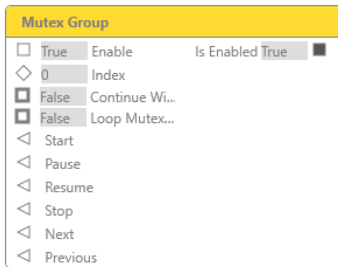 Mutex Group
True Enable Is Enabled True
0 Index
False Continue Wi...
False Loop Mutex...
Start
Pause
Resume
Stop
Next
Previous